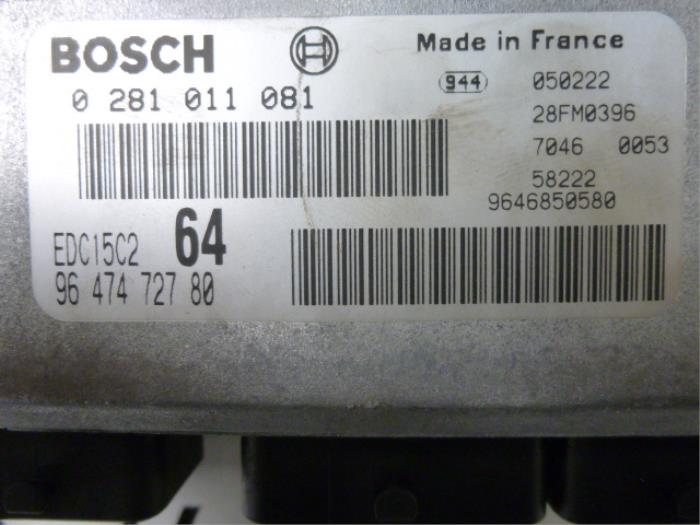 BOSCH
Made in France
0 281 011 081
944 050222
28FM0396
7046 0053
58222
9646850580
EDC15C2 64
96 474 727 80